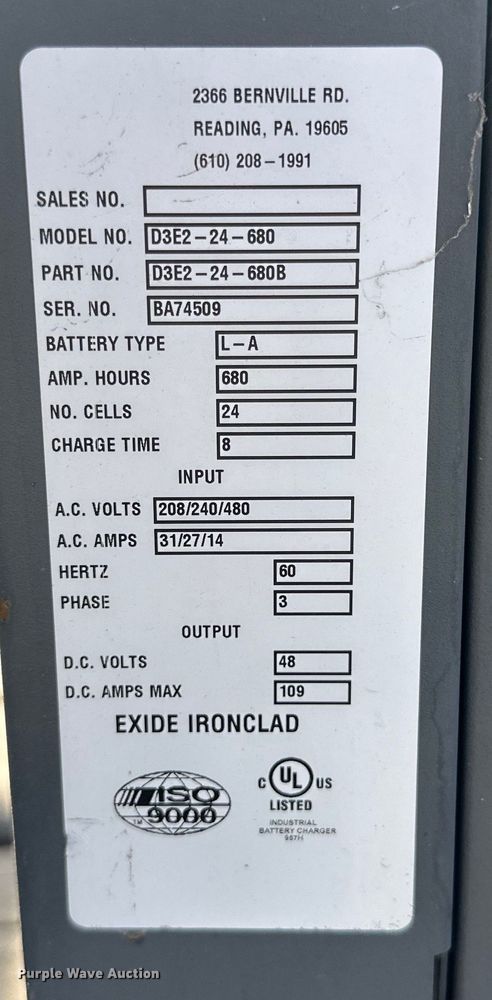 2366 BERNVILLE RD.
READING, PA. 19605
(610) 208-1991
SALES NO.
MODEL NO. D3E2-24-680
PART NO. D3E2-24-680B
SER. NO. BA74509
BATTERY TYPE L-A
AMP. HOURS 680
NO. CELLS 24
CHARGE TIME 8
INPUT
A.C. VOLTS 208/240/480
A.C. AMPS 31/27/14
HERTZ 60
PHASE 3
OUTPUT
D.C. VOLTS 48
D.C. AMPS MAX 109
EXIDE IRONCLAD
ISO
9000
TM
C UL US
LISTED
INDUSTRIAL
BATTERY CHARGER
967H
Purple Wave Auction